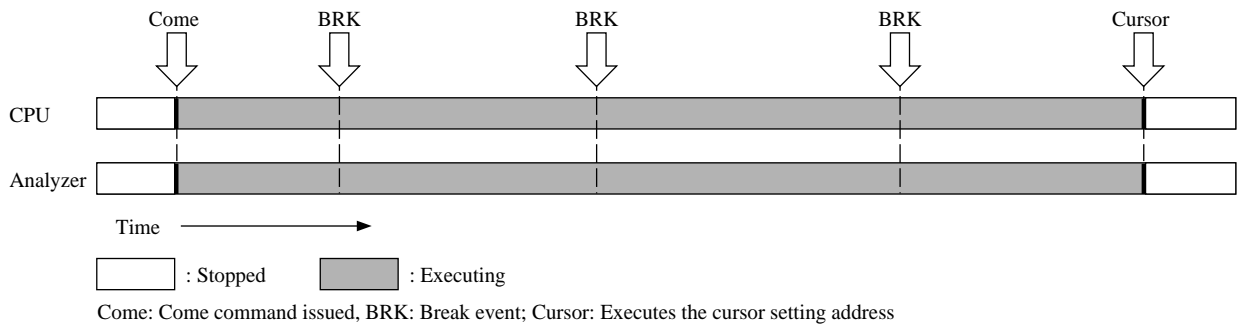 Come BRK BRK BRK Cursor
CPU
Analyzer
Time
: Stopped : Executing
Come: Come command issued, BRK: Break event; Cursor: Executes the cursor setting address